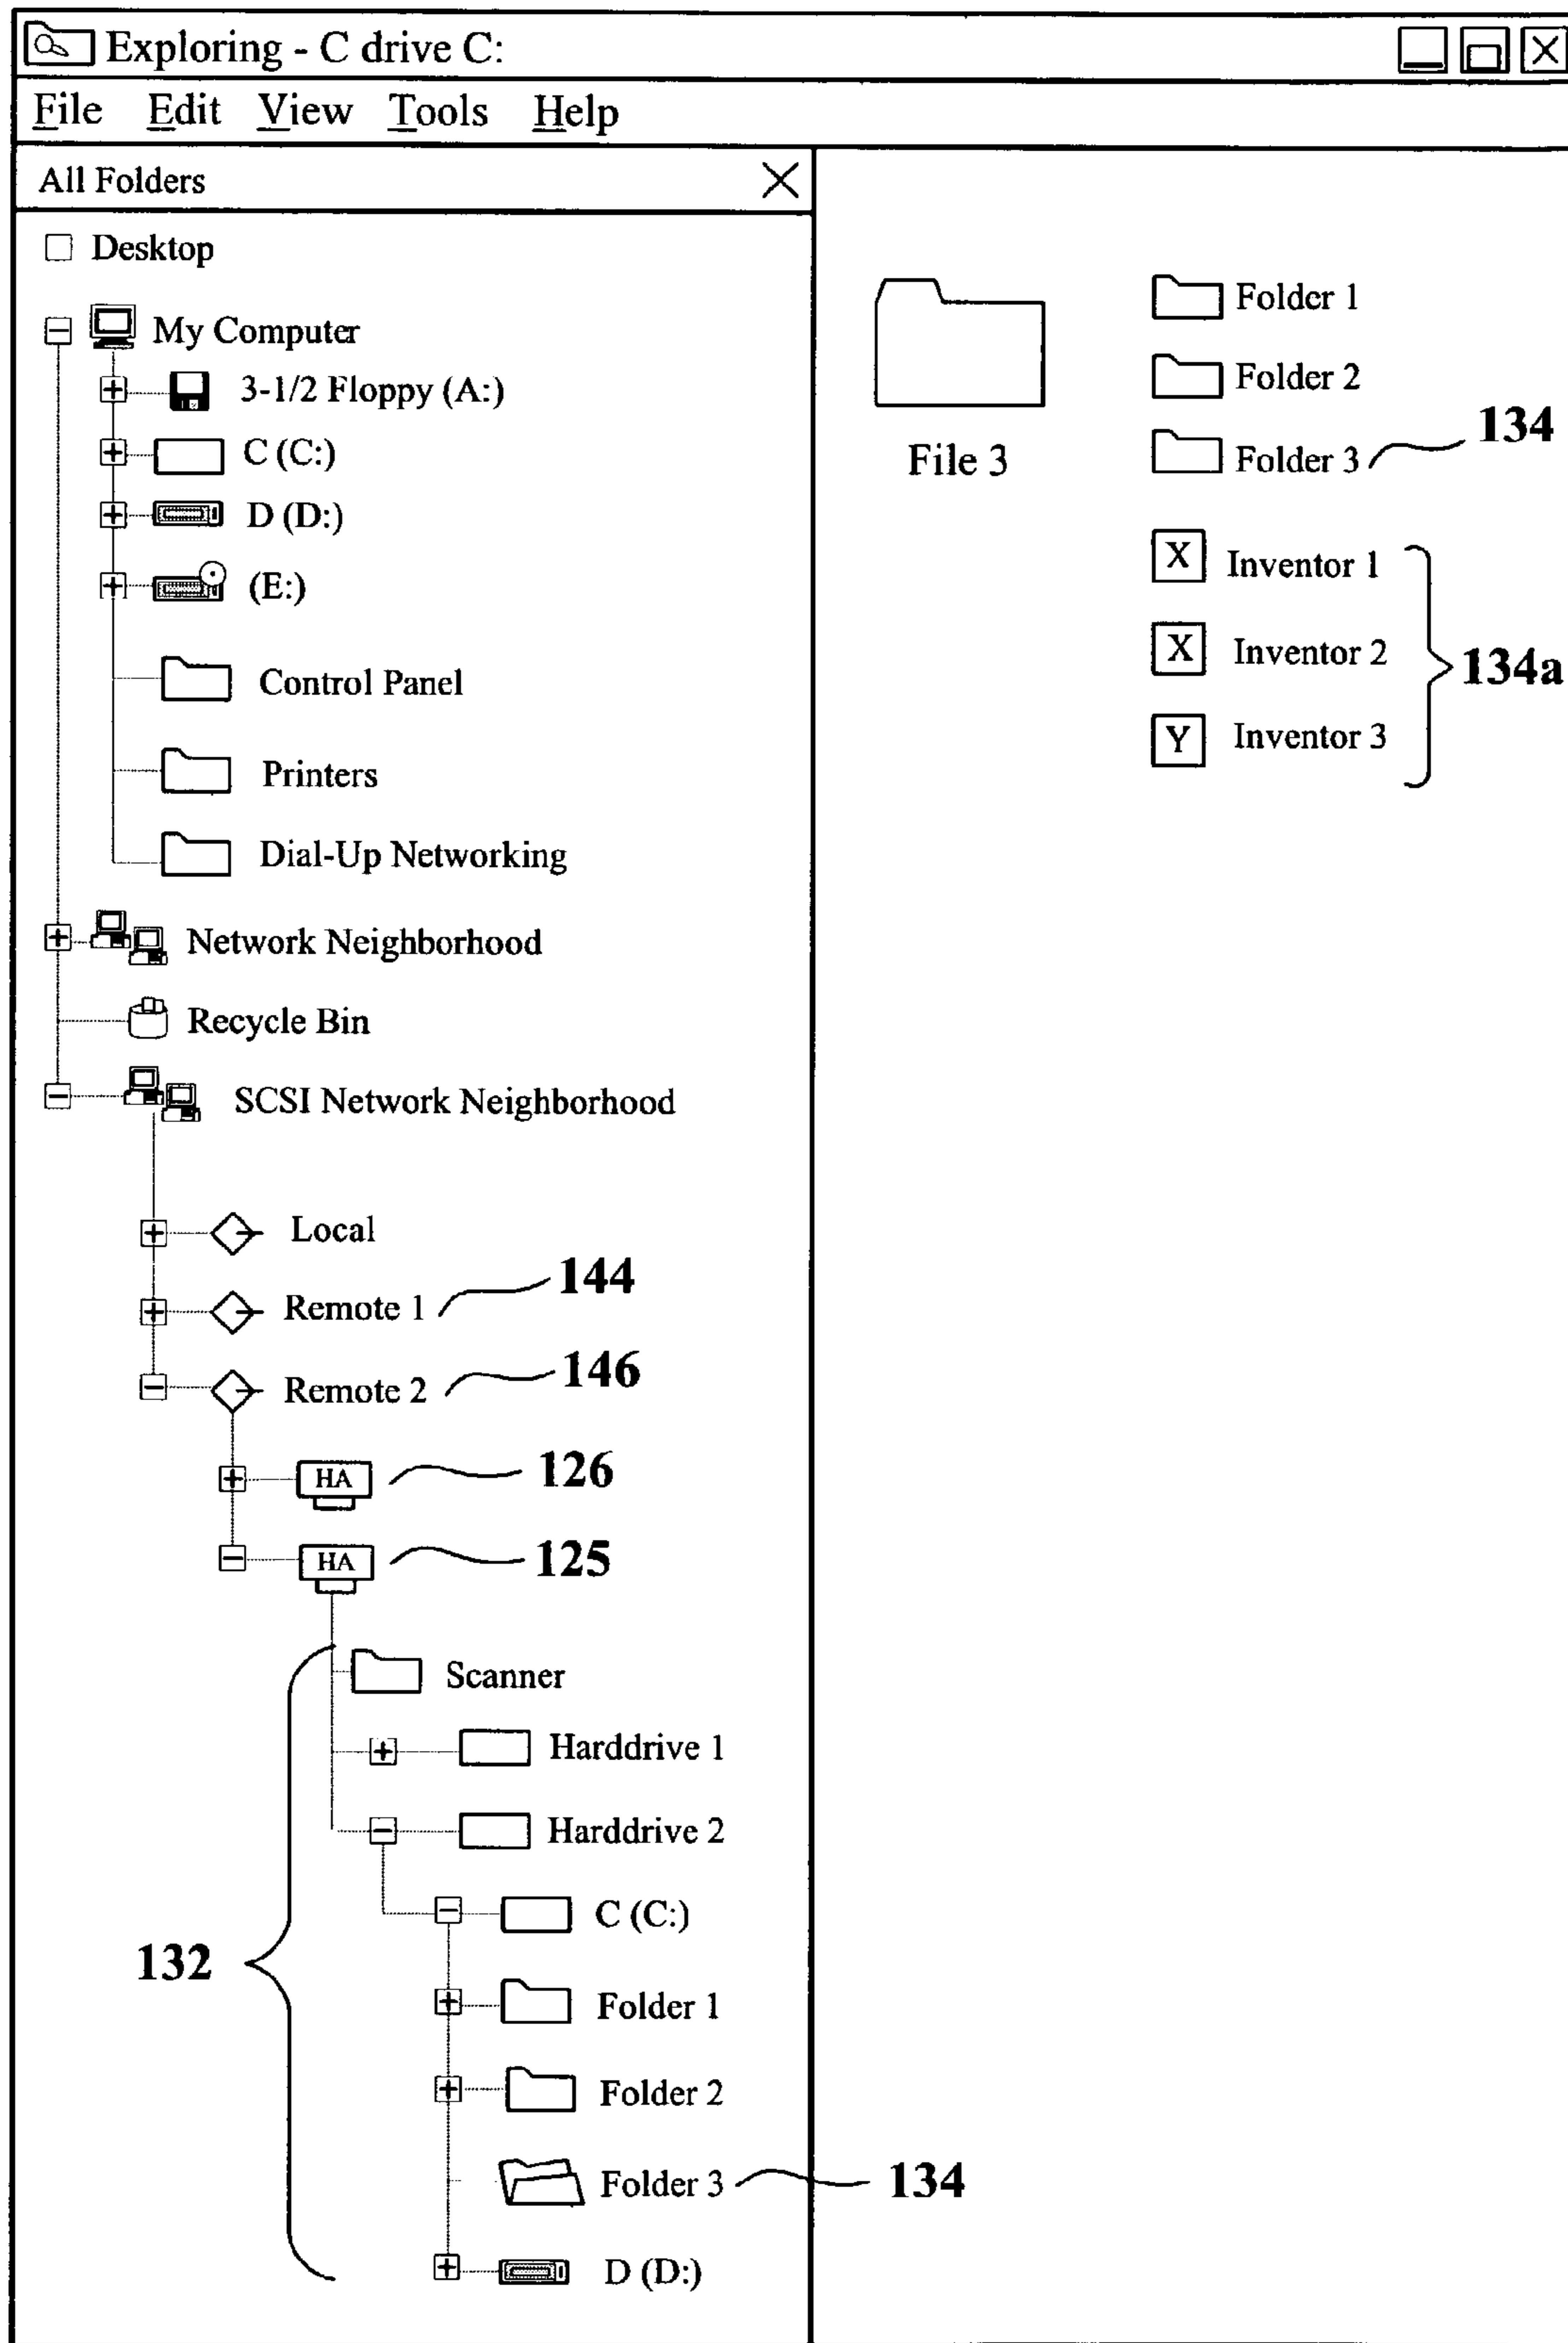 Exploring - C drive C:
File Edit View Tools Help
All Folders
Desktop
My Computer
3-1/2 Floppy (A:)
C (C:)
D (D:)
(E:)
Control Panel
Printers
Dial-Up Networking
Network Neighborhood
Recycle Bin
SCSI Network Neighborhood
Local
Remote 1 144
Remote 2 146
HA 126
HA 125
132
Scanner
Harddrive 1
Harddrive 2
C (C:)
Folder 1
Folder 2
Folder 3 134
D (D:)
File 3
Folder 1
Folder 2
Folder 3 134
X Inventor 1
X Inventor 2
Y Inventor 3
134a